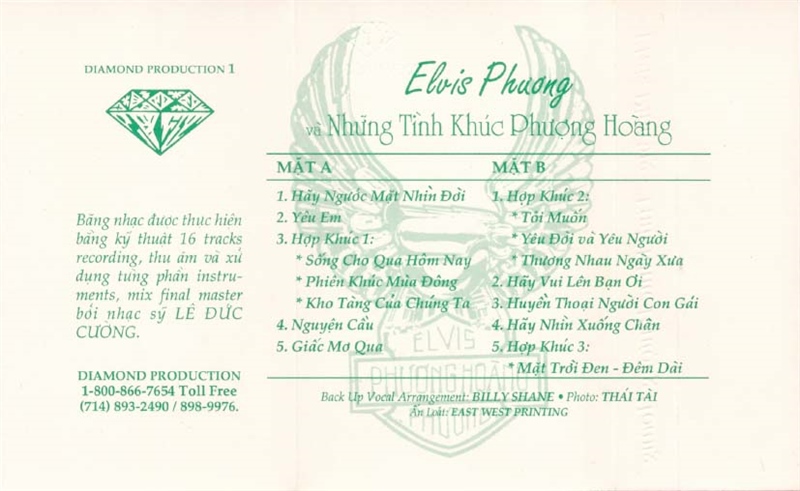 DIAMOND PRODUCTION 1
Băng nhạc được thực hiện
bằng kỹ thuật 16 tracks
recording, thu âm và xử
dụng từng phần instru-
ments, mix final master
bởi nhạc sỹ LÊ ĐỨC
CƯỜNG.
DIAMOND PRODUCTION
1-800-866-7654 Toll Free
(714) 893-2490 / 898-9976.
Elvis Phương
và Những Tình Khúc Phượng Hoàng
MẶT A
1. Hãy Ngước Mặt Nhìn Đời
2. Yêu Em
3. Hợp Khúc 1:
* Sống Cho Qua Hôm Nay
* Phiên Khúc Mùa Đông
* Kho Tàng Của Chúng Ta
4. Nguyện Cầu
5. Giấc Mơ Qua
MẶT B
1. Hợp Khúc 2:
* Tôi Muốn
* Yêu Đời và Yêu Người
* Thương Nhau Ngày Xưa
2. Hãy Vui Lên Bạn Ơi
3. Huyền Thoại Người Con Gái
4. Hãy Nhìn Xuống Chân
5. Hợp Khúc 3:
* Mặt Trời Đen - Đêm Dài
ELVIS
PHƯỢNG HOÀNG
PHƯƠNG
Back Up Vocal Arrangement: BILLY SHANE • Photo: THÁI TÀI
Ấn Loát: EAST WEST PRINTING